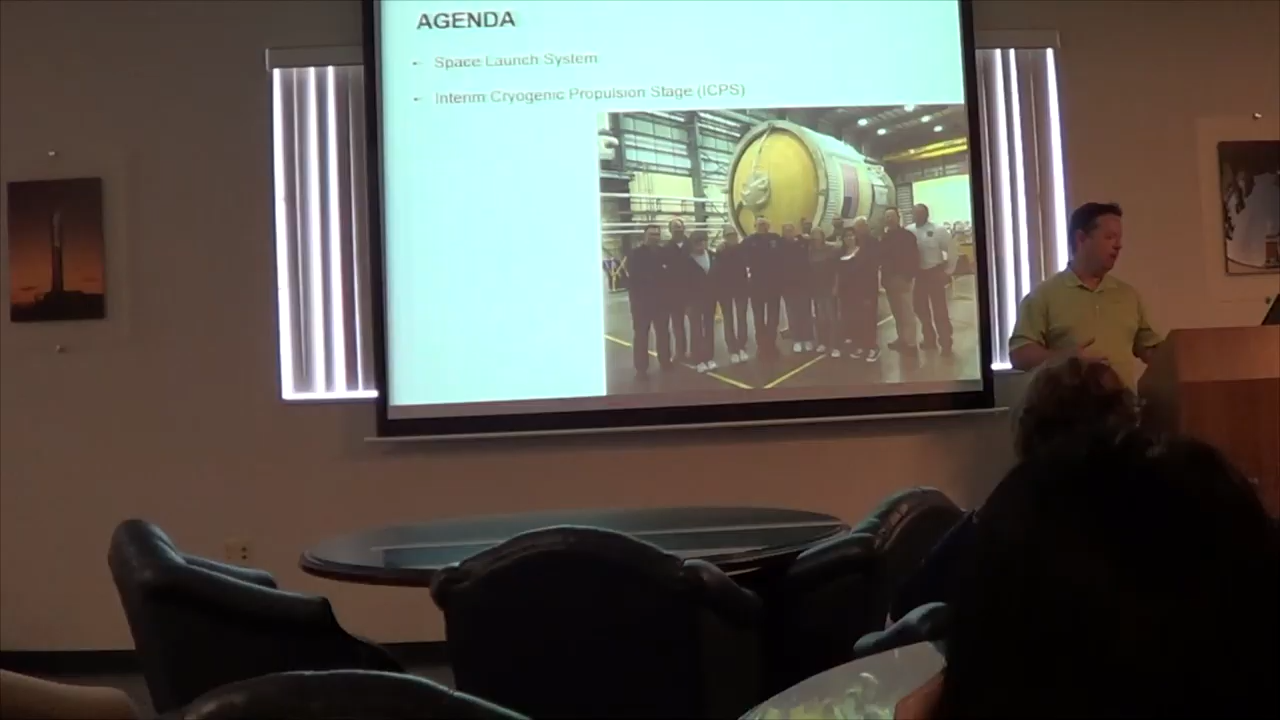 AGENDA
- Space Launch System
- Interim Cryogenic Propulsion Stage (ICPS)